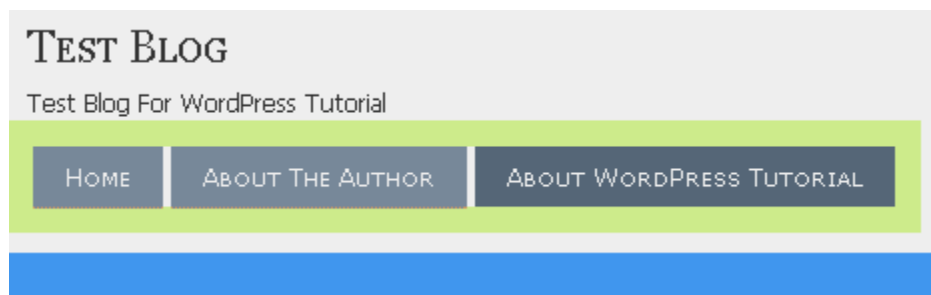 Test Blog
Test Blog For WordPress Tutorial
Home About The Author About WordPress Tutorial